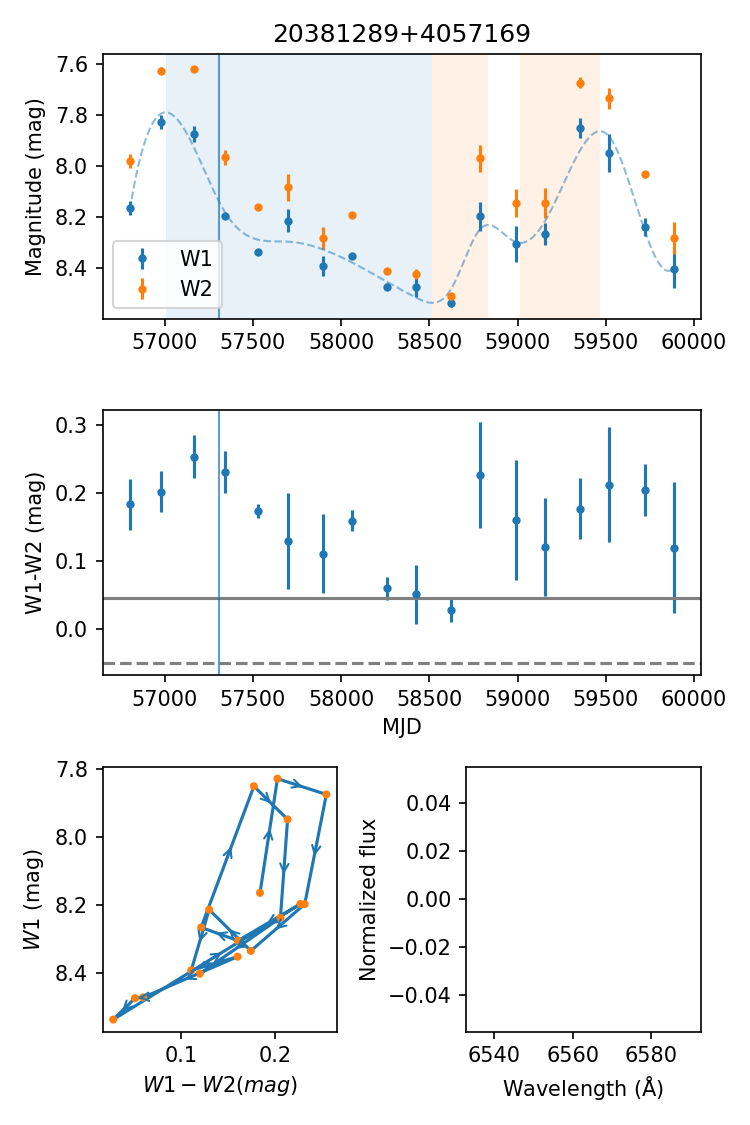 20381289+4057169
Magnitude (mag)
7.6
7.8
8.0
8.2
8.4
W1
W2
57000 57500 58000 58500 59000 59500 60000
W1-W2 (mag)
0.3
0.2
0.1
0.0
57000 57500 58000 58500 59000 59500 60000
MJD
W1 (mag)
7.8
8.0
8.2
8.4
0.1 0.2
W1 − W2(mag)
Normalized flux
0.04
0.02
0.00
−0.02
−0.04
6540 6560 6580
Wavelength (Å)